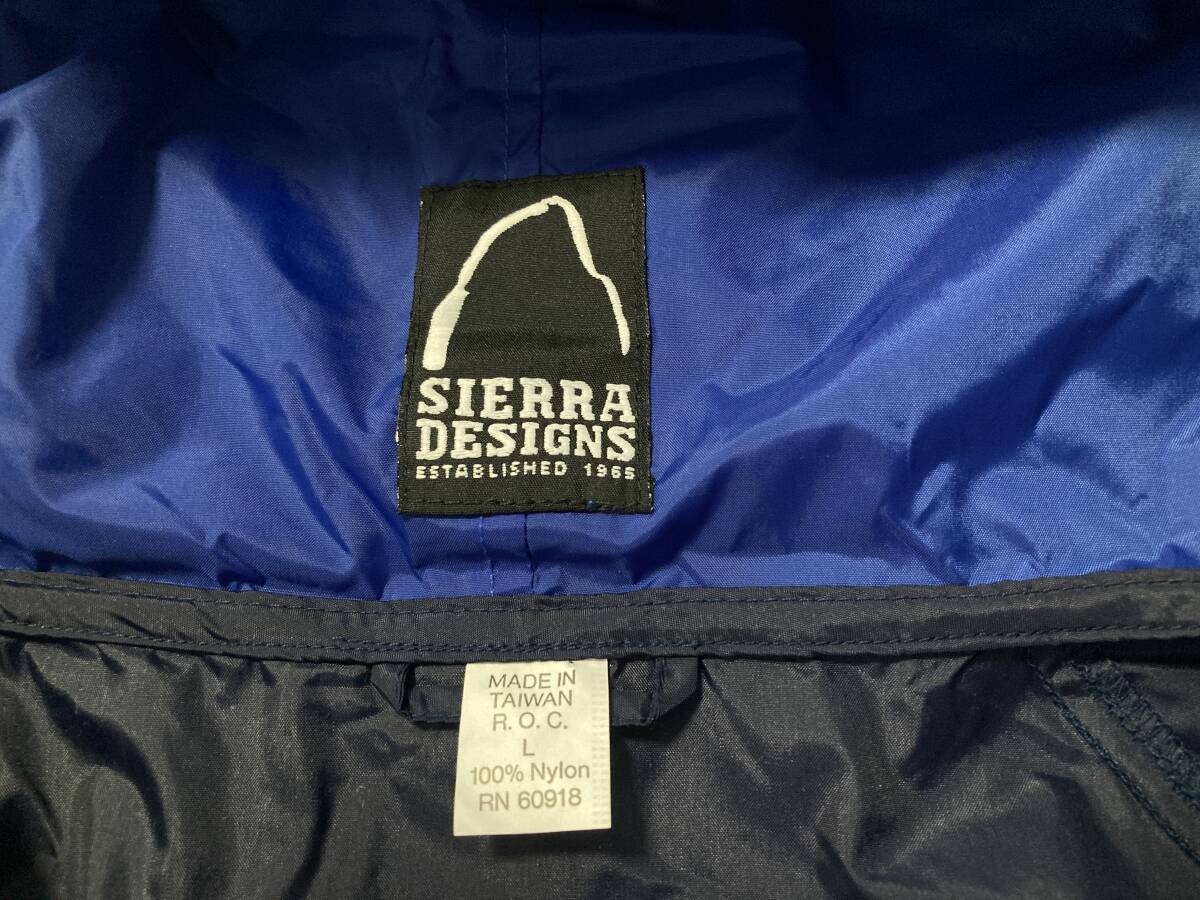 SIERRA
DESIGNS
ESTABLISHED 1965
MADE IN
TAIWAN
R. O. C.
L
100% Nylon
RN 60918